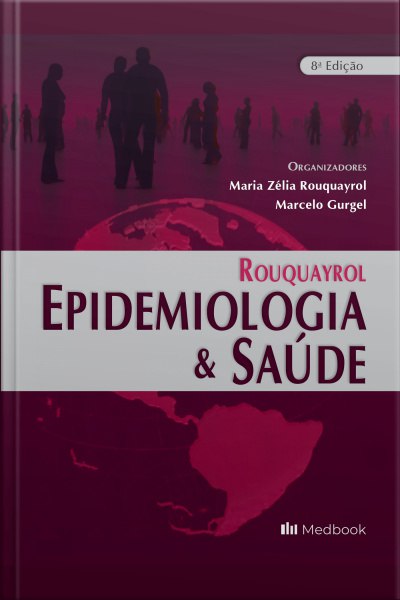 8ª Edição
Organizadores
Maria Zélia Rouquayrol
Marcelo Gurgel
Rouquayrol
Epidemiologia
& Saúde
Medbook